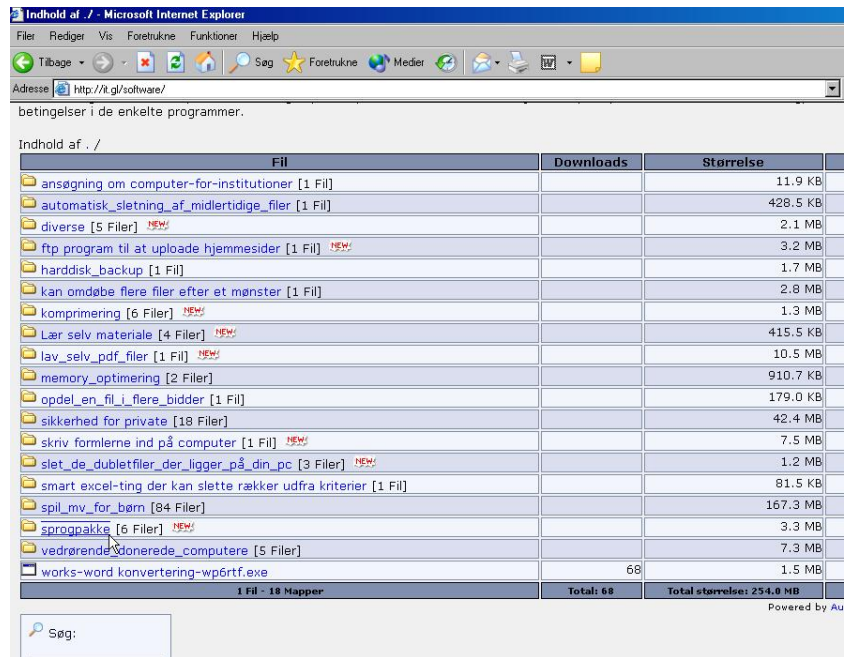 Indhold af ./ - Microsoft Internet Explorer
Filer Rediger Vis Foretrukne Funktioner Hjælp
Tilbage Søg Foretrukne Medier
Adresse http://it.gl/software/
betingelser i de enkelte programmer.
Indhold af . /
Fil Downloads Størrelse
ansøgning om computer-for-institutioner [1 Fil] 11.9 KB
automatisk_sletning_af_midlertidige_filer [1 Fil] 428.5 KB
diverse [5 Filer] NEW! 2.1 MB
ftp program til at uploade hjemmesider [1 Fil] NEW! 3.2 MB
harddisk_backup [1 Fil] 1.7 MB
kan omdøbe flere filer efter et mønster [1 Fil] 2.8 MB
komprimering [6 Filer] NEW! 1.3 MB
Lær selv materiale [4 Filer] NEW! 415.5 KB
lav_selv_pdf_filer [1 Fil] NEW! 10.5 MB
memory_optimering [2 Filer] 910.7 KB
opdel_en_fil_i_flere_bidder [1 Fil] 179.0 KB
sikkerhed for private [18 Filer] 42.4 MB
skriv formlerne ind på computer [1 Fil] NEW! 7.5 MB
slet_de_dubletfiler_der_ligger_på_din_pc [3 Filer] NEW! 1.2 MB
smart excel-ting der kan slette rækker udfra kriterier [1 Fil] 81.5 KB
spil_mv_for_børn [84 Filer] 167.3 MB
sprogpakke [6 Filer] NEW! 3.3 MB
vedrørende_donerede_computere [5 Filer] 7.3 MB
works-word konvertering-wp6rtf.exe 68 1.5 MB
1 Fil - 18 Mapper Total: 68 Total størrelse: 254.0 MB
Powered by Au
Søg: